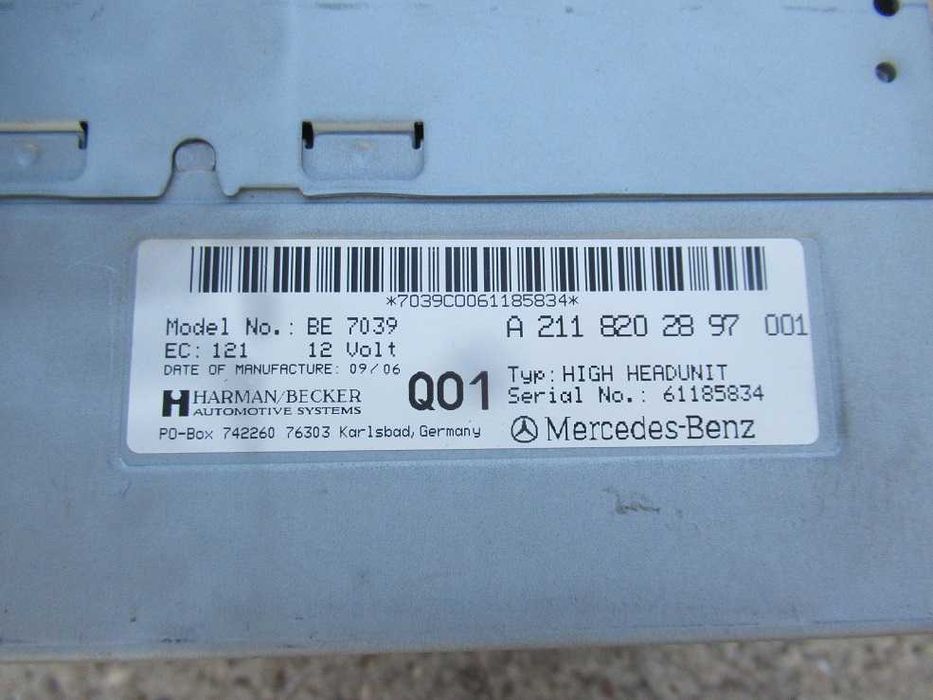 *7039C0061185834*
Model No.: BE 7039
A 211 820 28 97 001
EC: 121 12 Volt
DATE OF MANUFACTURE: 09/06
Q01
Typ: HIGH HEADUNIT
Serial No.: 61185834
HARMAN/BECKER
AUTOMOTIVE SYSTEMS
PO-Box 742260 76303 Karlsbad, Germany
Mercedes-Benz